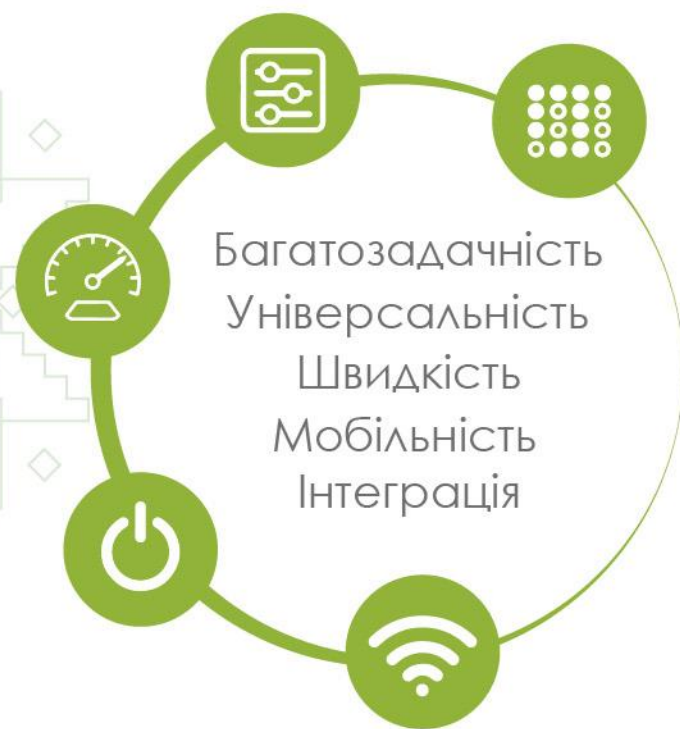 Багатозадачність
Універсальність
Швидкість
Мобільність
Інтеграція